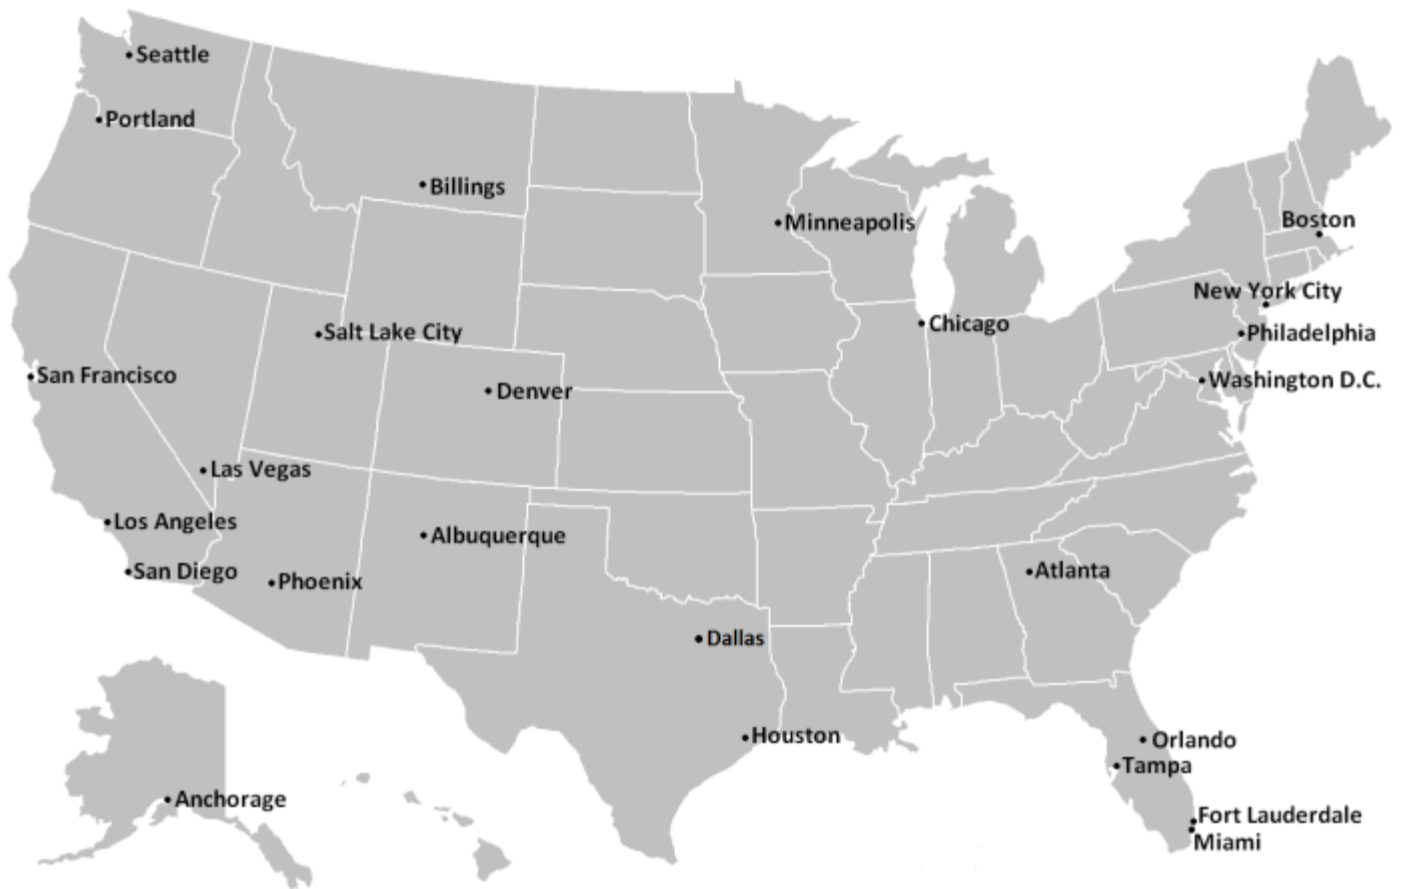 Seattle
Portland
Billings
Minneapolis
Boston
New York City
Salt Lake City
Chicago
Philadelphia
San Francisco
Denver
Washington D.C.
Las Vegas
Los Angeles
Albuquerque
San Diego
Phoenix
Atlanta
Dallas
Houston
Orlando
Tampa
Anchorage
Fort Lauderdale
Miami